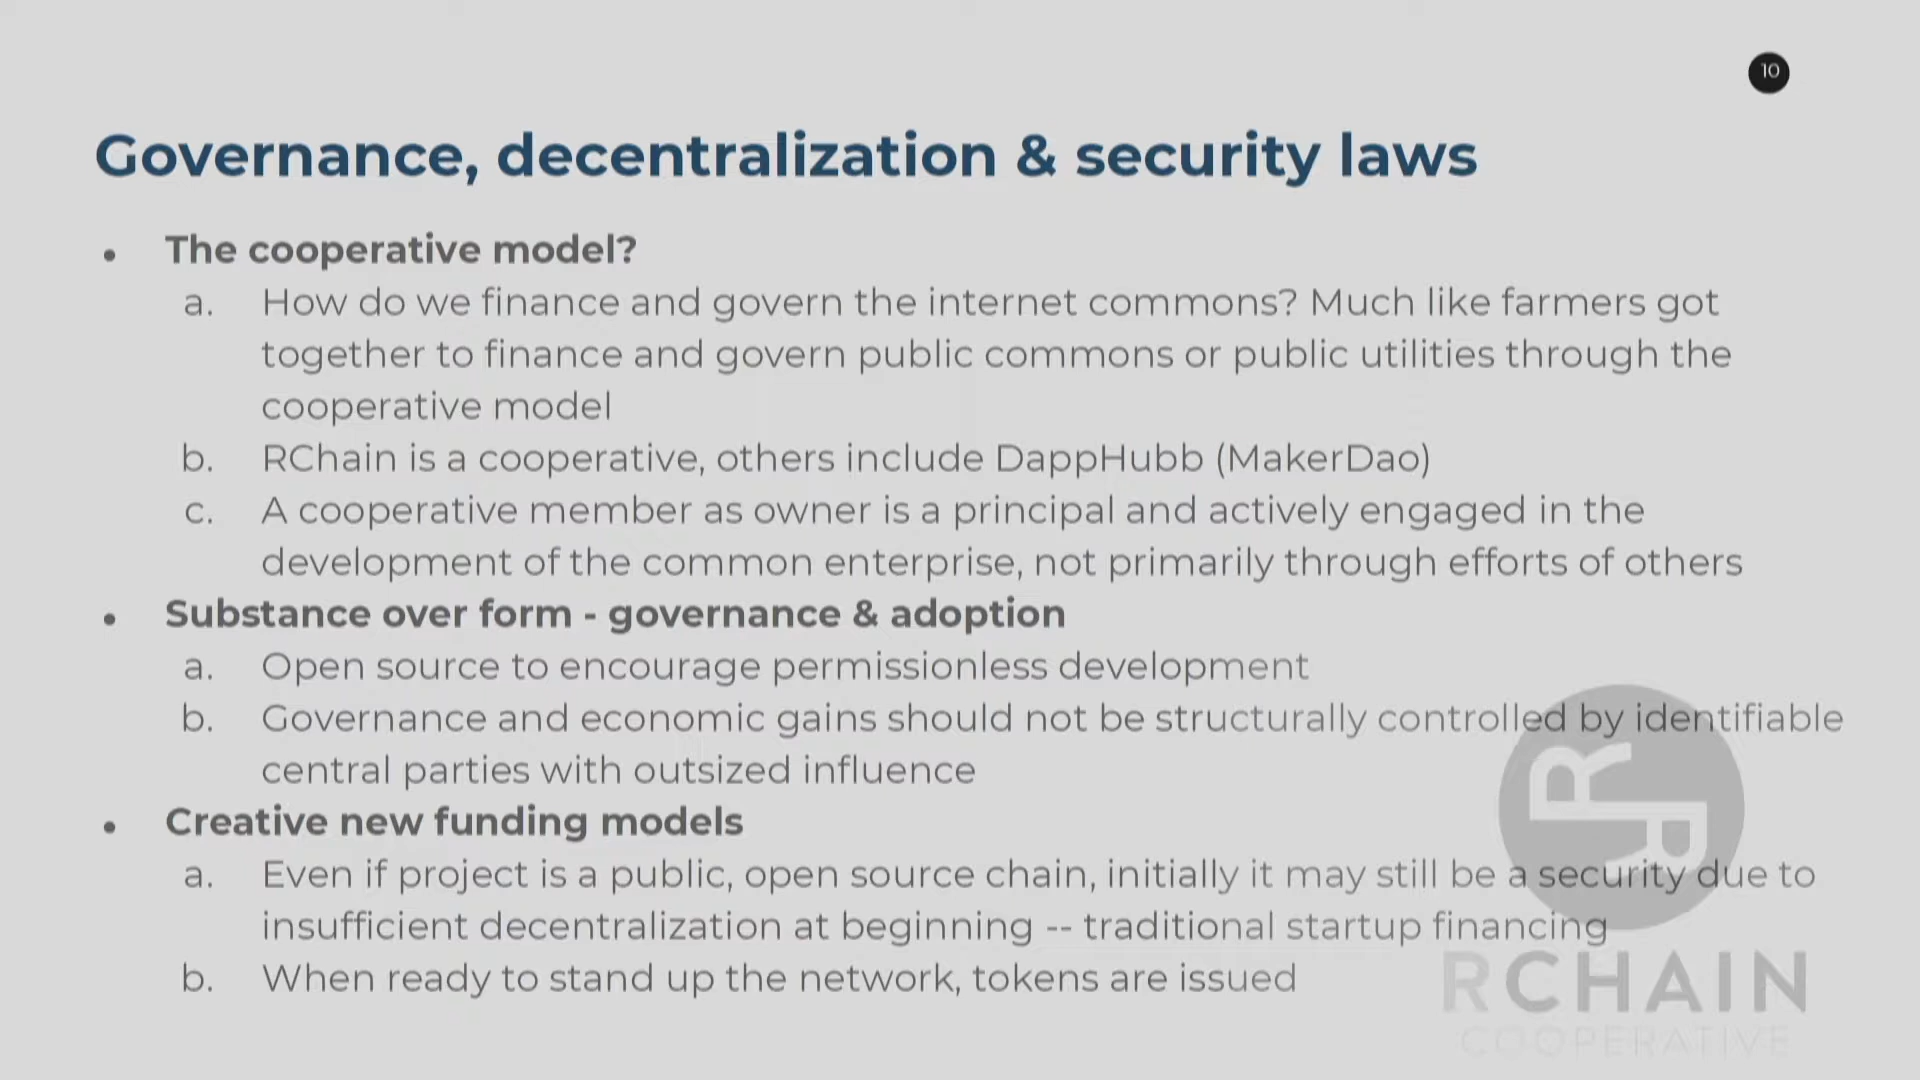 10
Governance, decentralization & security laws
• The cooperative model?
a. How do we finance and govern the internet commons? Much like farmers got
together to finance and govern public commons or public utilities through the
cooperative model
b. RChain is a cooperative, others include DappHubb (MakerDao)
c. A cooperative member as owner is a principal and actively engaged in the
development of the common enterprise, not primarily through efforts of others
• Substance over form - governance & adoption
a. Open source to encourage permissionless development
b. Governance and economic gains should not be structurally controlled by identifiable
central parties with outsized influence
• Creative new funding models
a. Even if project is a public, open source chain, initially it may still be a security due to
insufficient decentralization at beginning -- traditional startup financing
b. When ready to stand up the network, tokens are issued
RCHAIN
COOPERATIVE